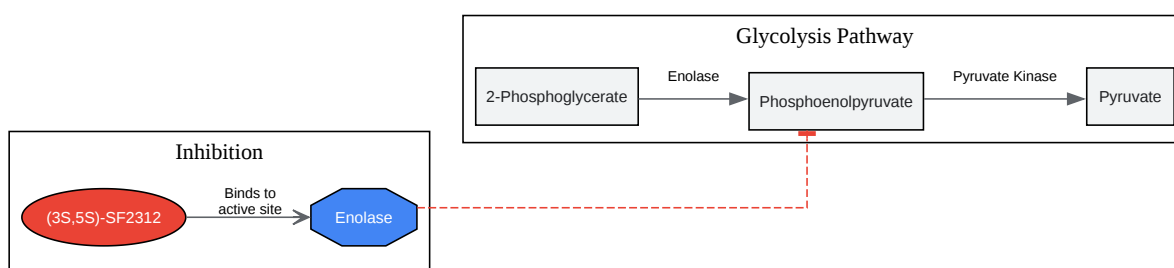 Glycolysis Pathway
2-Phosphoglycerate
Enolase
Phosphoenolpyruvate
Pyruvate Kinase
Pyruvate
Inhibition
(3S,5S)-SF2312
Binds to
active site
Enolase